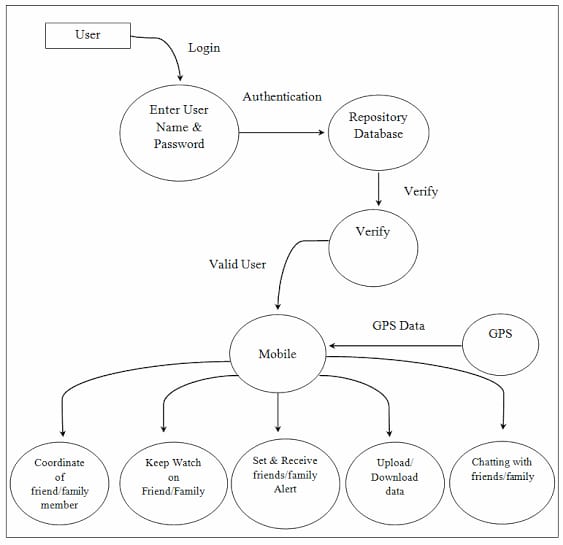 User
Login
Enter User
Name &
Password
Authentication
Repository
Database
Verify
Verify
Valid User
GPS Data
GPS
Mobile
Coordinate
of
friend/family
member
Keep Watch
on
Friend/Family
Set & Receive
friends/family
Alert
Upload/
Download
data
Chatting with
friends/family